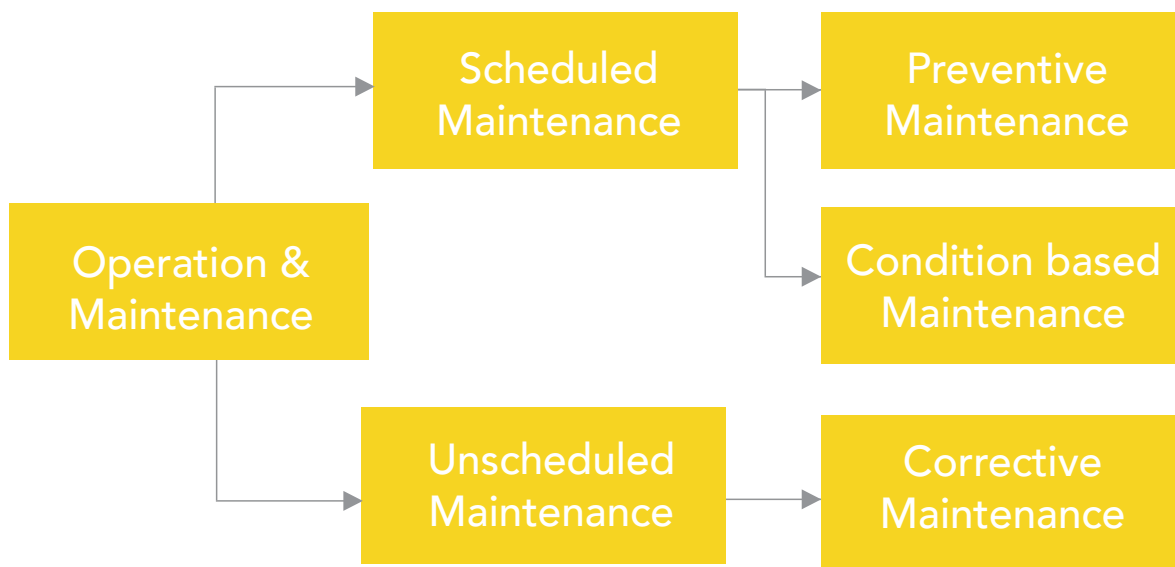 Scheduled
Maintenance
Preventive
Maintenance
Operation &
Maintenance
Condition based
Maintenance
Unscheduled
Maintenance
Corrective
Maintenance